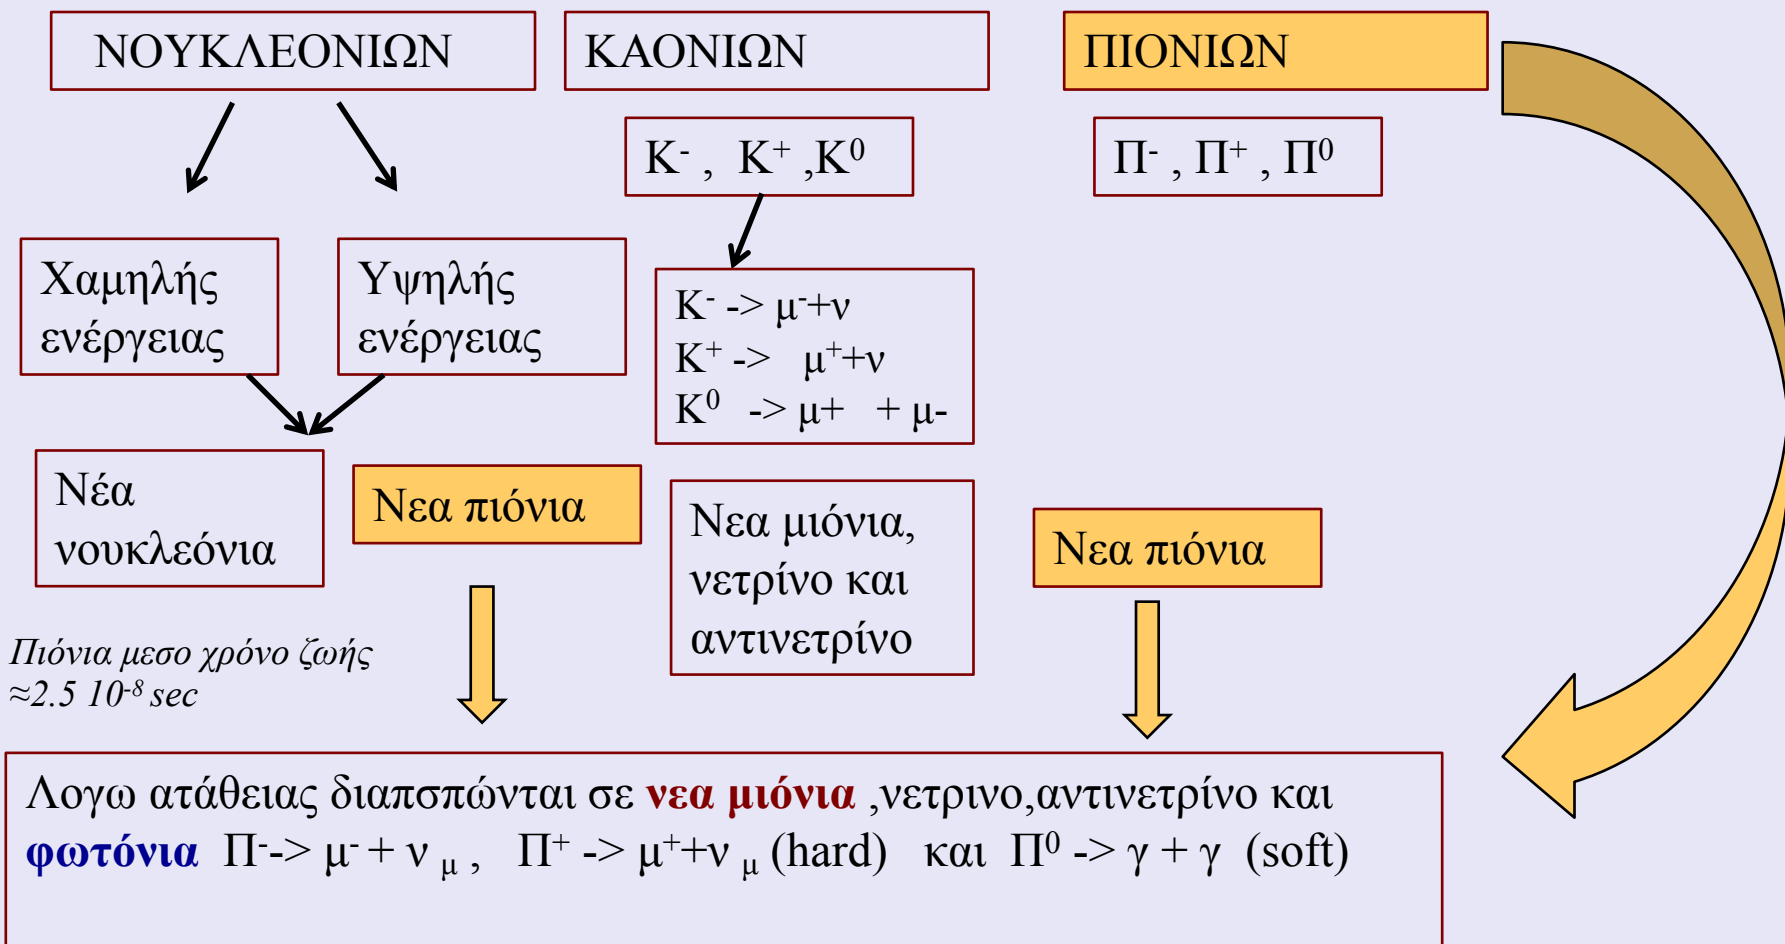 ΝΟΥΚΛΕΟΝΙΩΝ
ΚΑΟΝΙΩΝ
ΠΙΟΝΙΩΝ
Κ⁻ , Κ⁺ ,Κ⁰
Π⁻ , Π⁺ , Π⁰
Χαμηλής
ενέργειας
Υψηλής
ενέργειας
Κ⁻ -> μ⁻+ν
Κ⁺ -> μ⁺+ν
Κ⁰ -> μ+ + μ-
Νέα
νουκλεόνια
Νεα πιόνια
Νεα μιόνια,
νετρίνο και
αντινετρίνο
Νεα πιόνια
Πιόνια μεσο χρόνο ζωής
≈2.5 10⁻⁸ sec
Λογω ατάθειας διαπσπώνται σε νεα μιόνια ,νετρινο,αντινετρίνο και
φωτόνια Π⁻-> μ⁻ + ν μ , Π⁺ -> μ⁺+ν μ (hard) και Π⁰ -> γ + γ (soft)